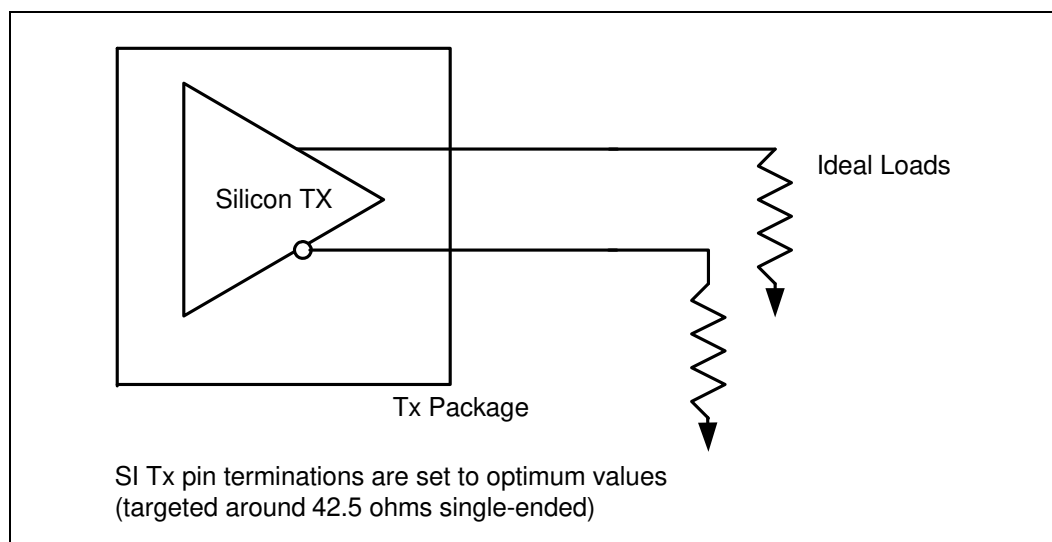 Silicon TX
Ideal Loads
Tx Package
SI Tx pin terminations are set to optimum values
(targeted around 42.5 ohms single-ended)